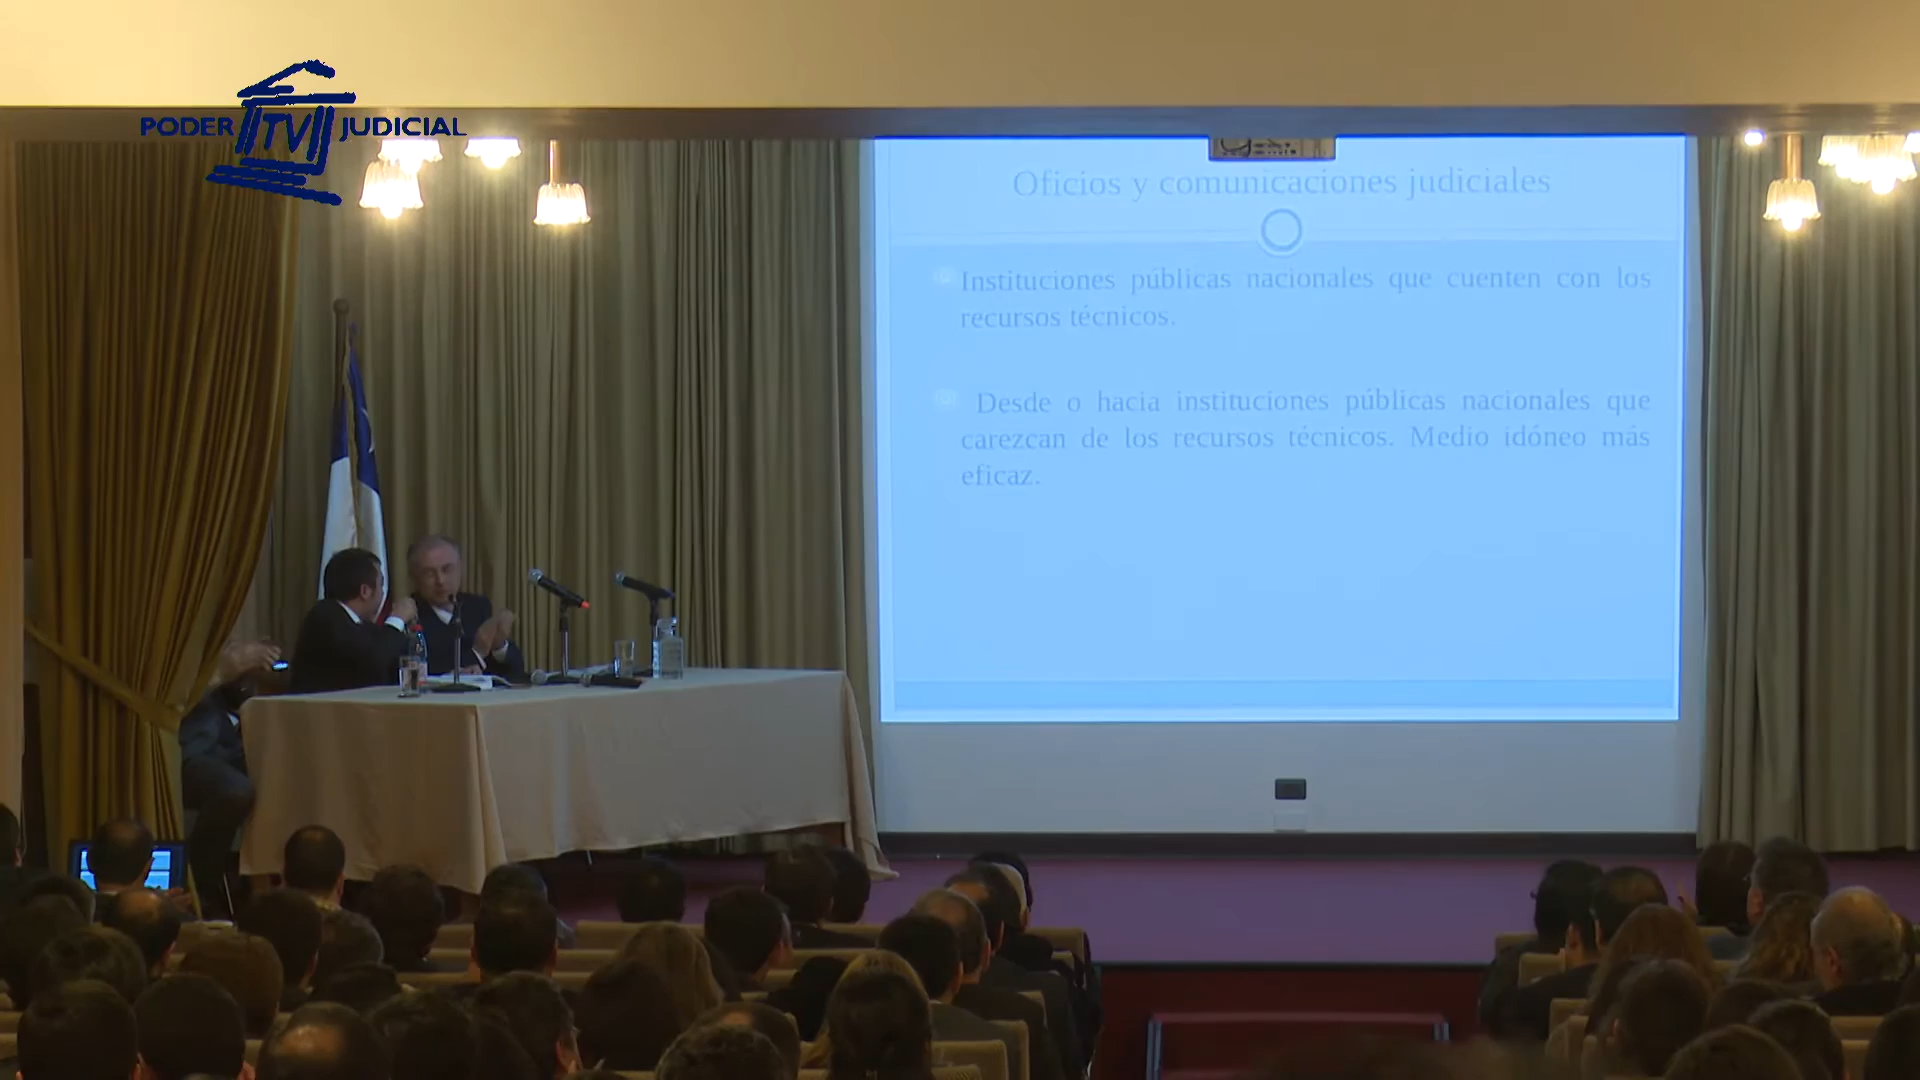 PODER TV JUDICIAL
Oficios y comunicaciones judiciales
Instituciones públicas nacionales que cuenten con los
recursos técnicos.
Desde o hacia instituciones públicas nacionales que
carezcan de los recursos técnicos. Medio idóneo más
eficaz.